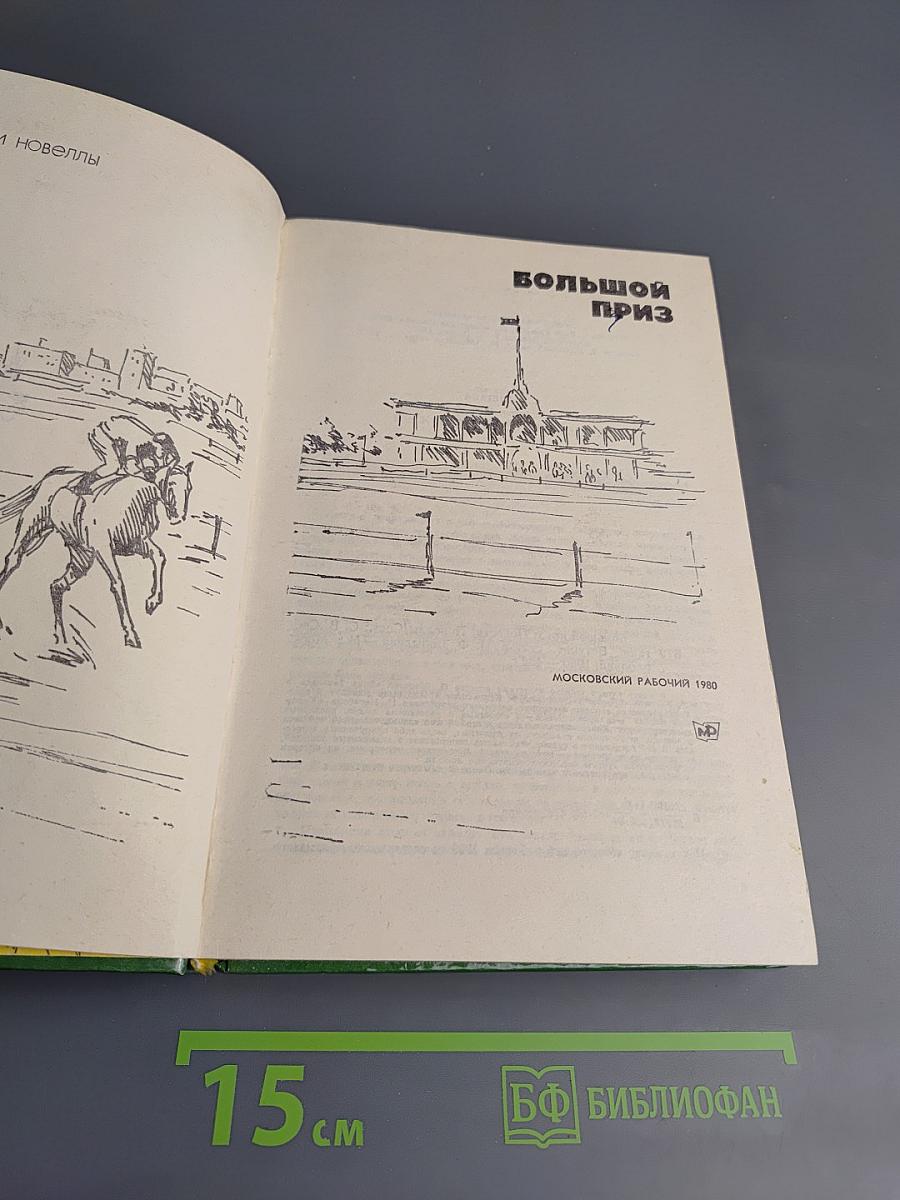 и новеллы
БОЛЬШОЙ
ПРИЗ
МОСКОВСКИЙ РАБОЧИЙ 1980
МР
15 см
БФ БИБЛИОФАН